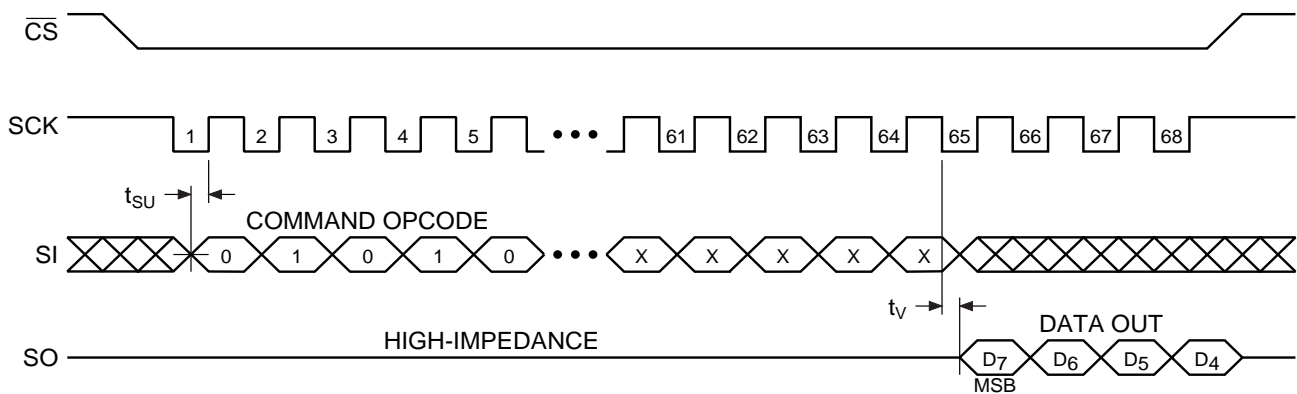 CS
SCK
1 2 3 4 5 61 62 63 64 65 66 67 68
tSU
COMMAND OPCODE
SI
0 1 0 1 0 X X X X X
tV
HIGH-IMPEDANCE
DATA OUT
SO
D7 D6 D5 D4
MSB